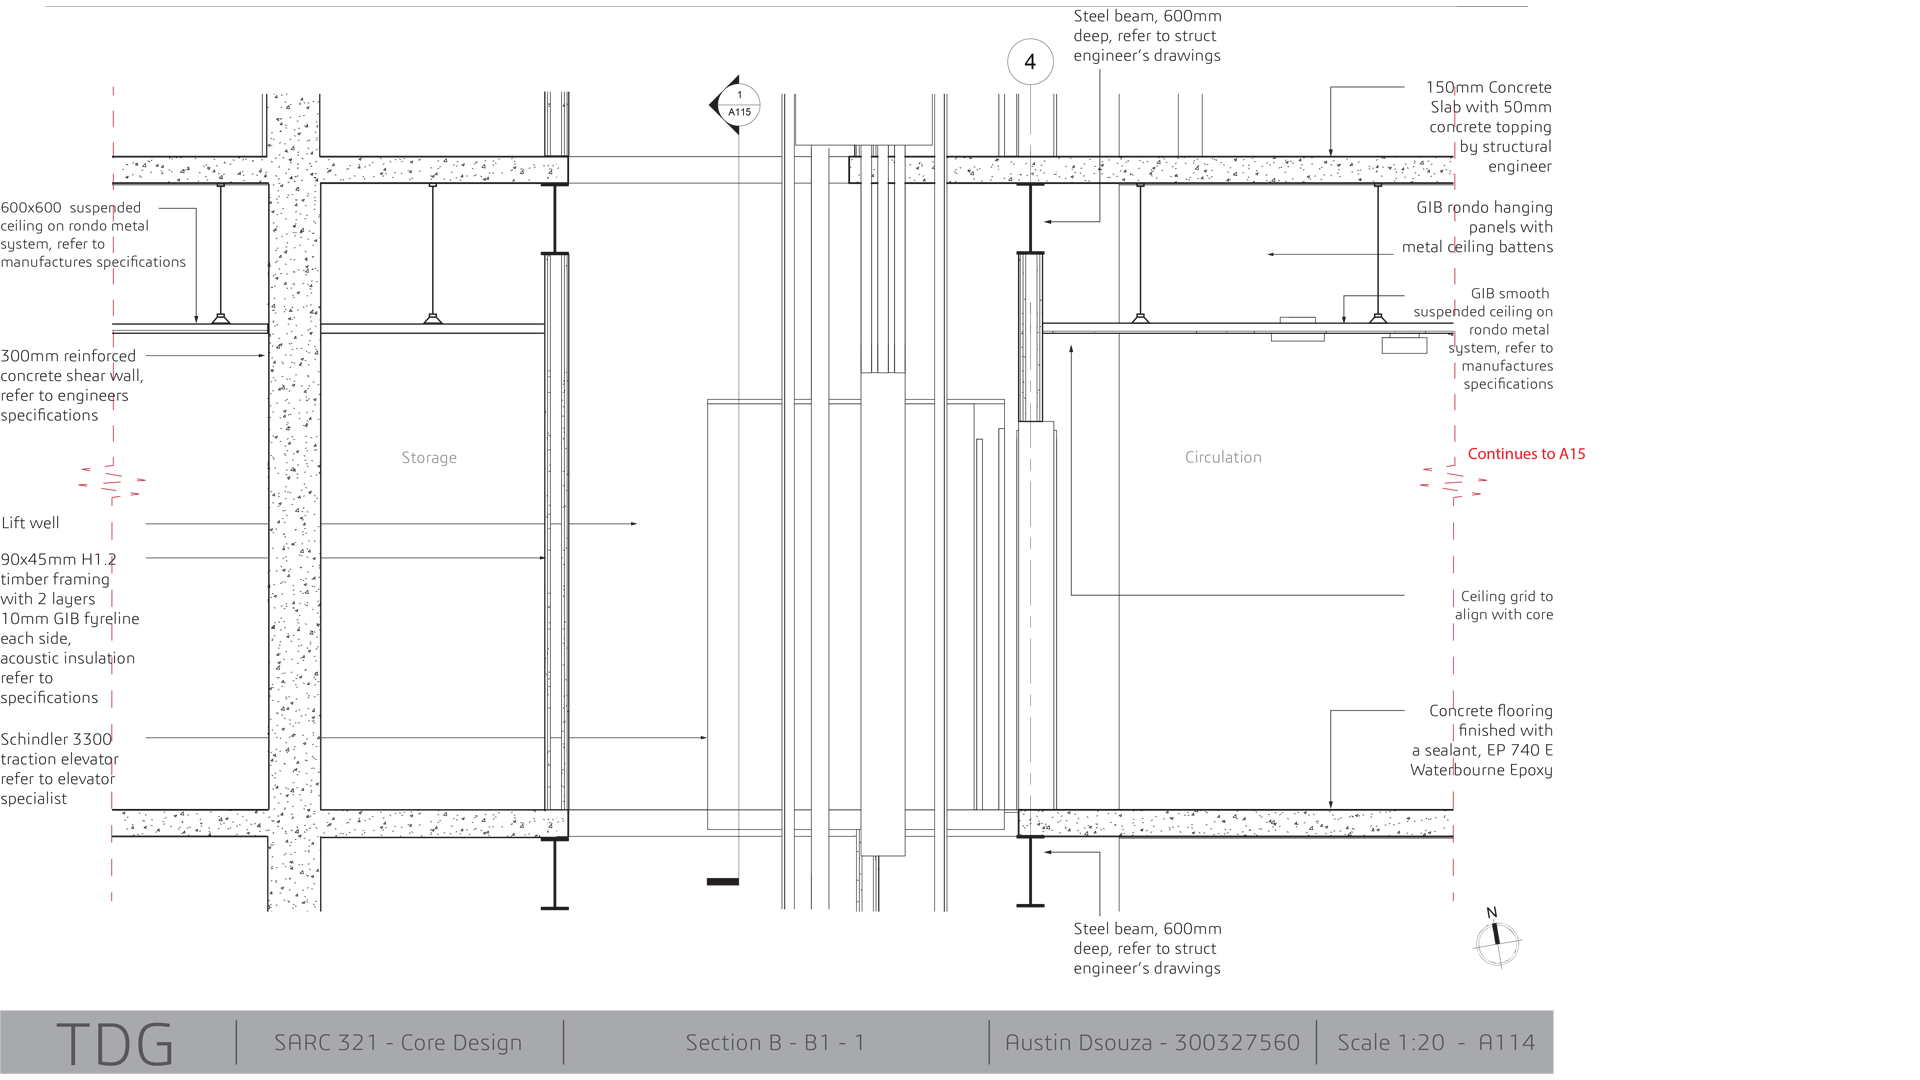 Steel beam, 600mm
deep, refer to struct
engineer's drawings
4
1
A115
150mm Concrete
Slab with 50mm
concrete topping
by structural
engineer
600x600 suspended
ceiling on rondo metal
system, refer to
manufactures specifications
GIB rondo hanging
panels with
metal ceiling battens
GIB smooth
suspended ceiling on
rondo metal
system, refer to
manufactures
specifications
300mm reinforced
concrete shear wall,
refer to engineers
specifications
Storage
Circulation
Continues to A15
Lift well
90x45mm H1.2
timber framing
with 2 layers
10mm GIB fyreline
each side,
acoustic insulation
refer to
specifications
Ceiling grid to
align with core
Schindler 3300
traction elevator
refer to elevator
specialist
Concrete flooring
finished with
a sealant, EP 740 E
Waterbourne Epoxy
Steel beam, 600mm
deep, refer to struct
engineer's drawings
N
TDG
SARC 321 - Core Design
Section B - B1 - 1
Austin Dsouza - 300327560
Scale 1:20 - A114